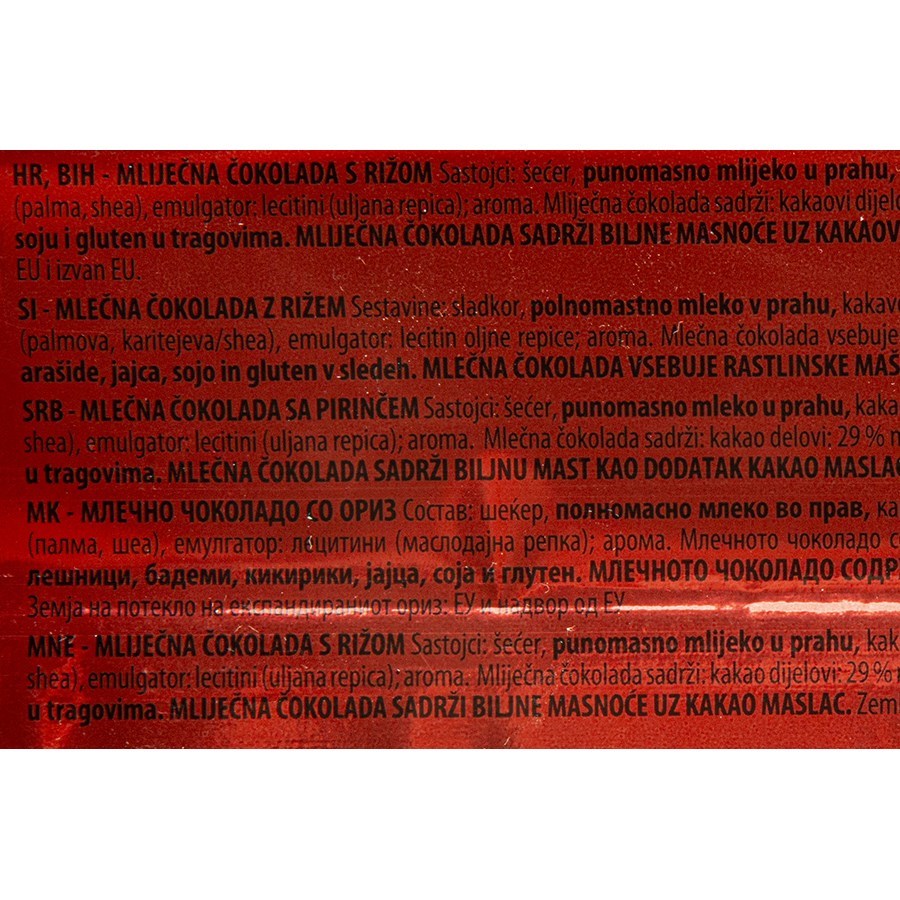 HR, BIH - MLIJEČNA ČOKOLADA S RIŽOM Sastojci: šećer, punomasno mlijeko u prahu,
(palma, shea), emulgator: lecitini (uljana repica); aroma. Mliječna čokolada sadrži: kakaovi dijelo
soju i gluten u tragovima. MLIJEČNA ČOKOLADA SADRŽI BILJNE MASNOĆE UZ KAKAOV
EU i izvan EU.
SI - MLEČNA ČOKOLADA Z RIŽEM Sestavine: sladkor, polnomastno mleko v prahu, kakav
(palmova, karitejeva/shea), emulgator: lecitin oljne repice; aroma. Mlečna čokolada vsebuje
arašide, jajca, sojo in gluten v sledeh. MLEČNA ČOKOLADA VSEBUJE RASTLINSKE MAŠ
SRB - MLEČNA ČOKOLADA SA PIRINČEM Sastojci: šećer, punomasno mleko u prahu, kaka
shea), emulgator: lecitini (uljana repica); aroma. Mlečna čokolada sadrži: kakao delovi: 29 % n
u tragovima. MLEČNA ČOKOLADA SADRŽI BILJNU MAST KAO DODATAK KAKAO MASLAC
МК - МЛЕЧНО ЧОКОЛАДО СО ОРИЗ Состав: шеќер, полномасно млеко во прав, ка
(палма, шеа), емулгатор: лецитини (маслодајна репка); арома. Млечното чоколадо с
лешници, бадеми, кикирики, јајца, соја и глутен. МЛЕЧНОТО ЧОКОЛАДО СОДР
Земја на потекло на експандираниот ориз: ЕУ и надвор од ЕУ.
MNE - MLIJEČNA ČOKOLADA S RIŽOM Sastojci: šećer, punomasno mlijeko u prahu, kak
shea), emulgator: lecitini (uljana repica); aroma. Mliječna čokolada sadrži: kakao dijelovi: 29 % n
u tragovima. MLIJEČNA ČOKOLADA SADRŽI BILJNE MASNOĆE UZ KAKAO MASLAC. Zem